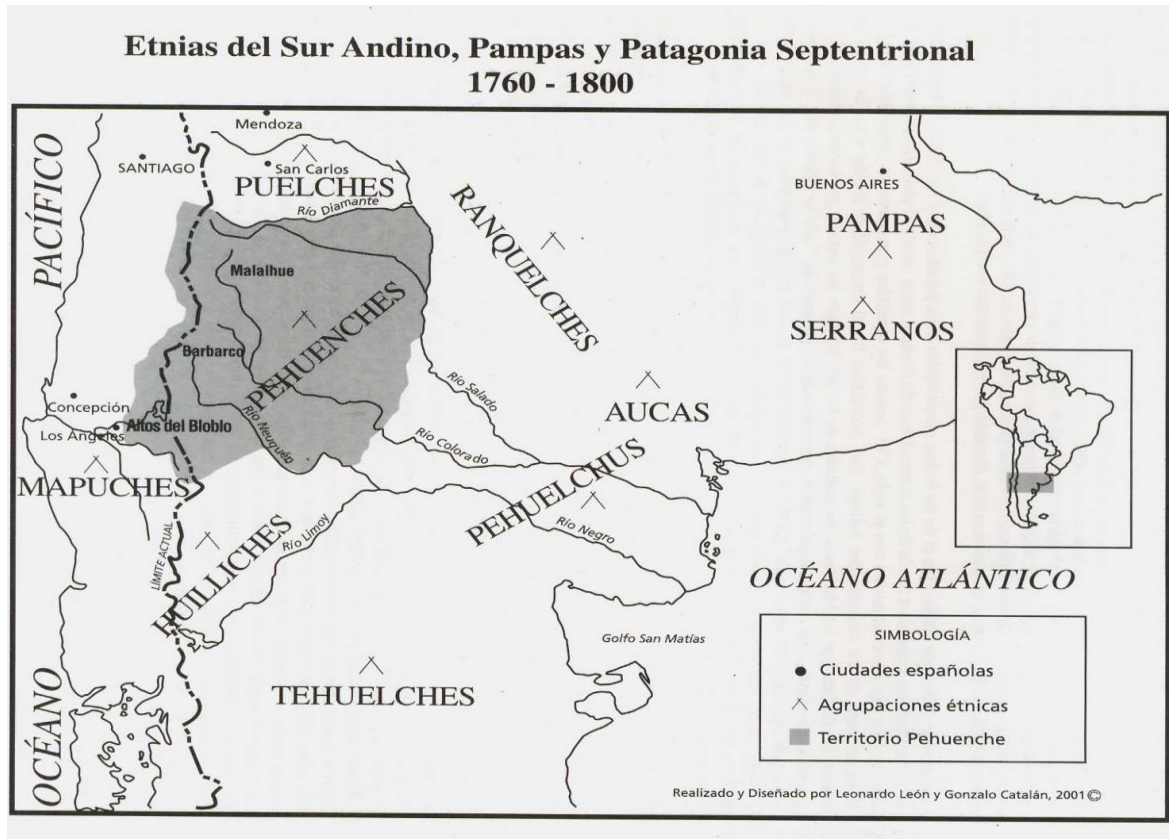 Etnias del Sur Andino, Pampas y Patagonia Septentrional
1760 - 1800
OCÉANO PACÍFICO
Mendoza
SANTIAGO
San Carlos
PUELCHES
Río Diamante
BUENOS AIRES
PAMPAS
RANQUELCHES
Malalhue
PEHUENCHES
SERRANOS
Barbarco
Río Salado
AUCAS
Concepción
Los Angeles
Altos del Bloblo
Río Neuquén
Río Colorado
MAPUCHES
PEHUELCHUS
LÍMITE ACTUAL
HUILLICHES
Río Limoy
Río Negro
OCÉANO ATLÁNTICO
Golfo San Matías
TEHUELCHES
SIMBOLOGÍA
Ciudades españolas
Agrupaciones étnicas
Territorio Pehuenche
Realizado y Diseñado por Leonardo León y Gonzalo Catalán, 2001©